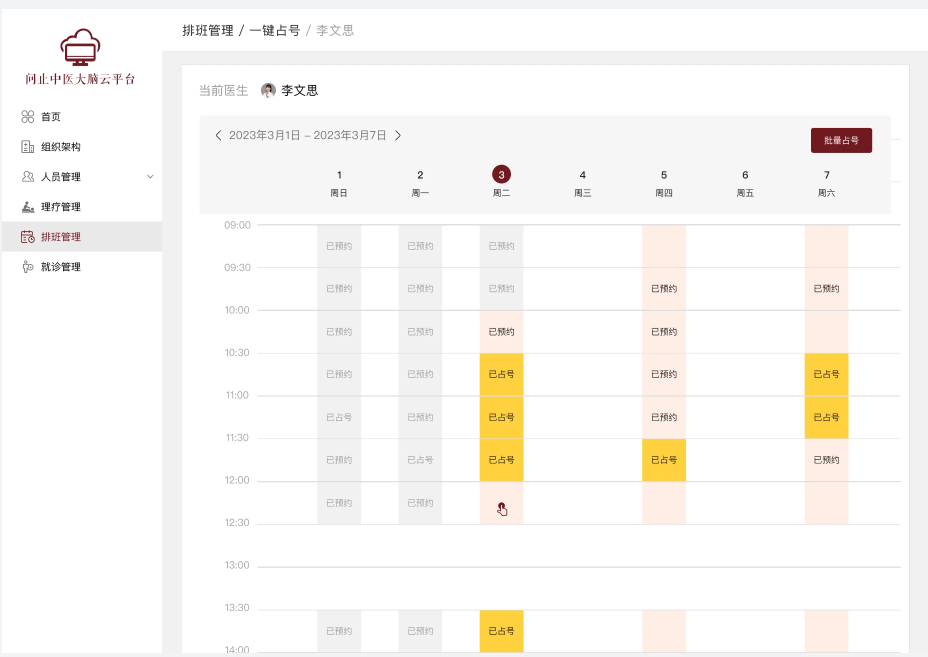 排班管理 / 一键占号 / 李文思
问止中医大脑云平台
首页
组织架构
人员管理
理疗管理
排班管理
就诊管理
当前医生 李文思
2023年3月1日 – 2023年3月7日
批量占号
1 2 3 4 5 6 7
周日 周一 周二 周三 周四 周五 周六
09:00
已预约 已预约 已预约
09:30
已预约 已预约 已预约 已预约 已预约
10:00
已预约 已预约 已预约 已预约
10:30
已预约 已预约 已占号 已预约 已占号
11:00
已占号 已预约 已占号 已预约 已占号
11:30
已预约 已占号 已占号 已占号 已预约
12:00
已预约 已预约
12:30
13:00
13:30
已预约 已预约 已占号
14:00